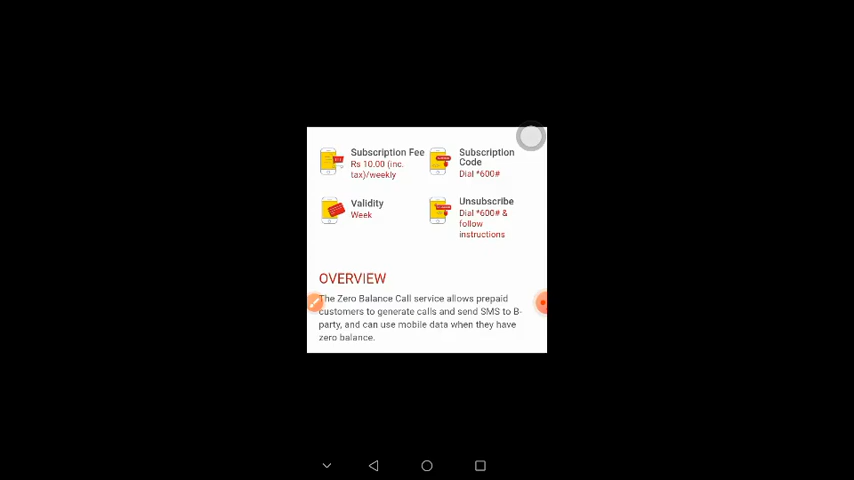 Subscription Fee
Rs 10.00 (inc.
tax)/weekly
Subscription
Code
Dial *600#
Validity
Week
Unsubscribe
Dial *600# &
follow
instructions
OVERVIEW
The Zero Balance Call service allows prepaid
customers to generate calls and send SMS to B-
party, and can use mobile data when they have
zero balance.